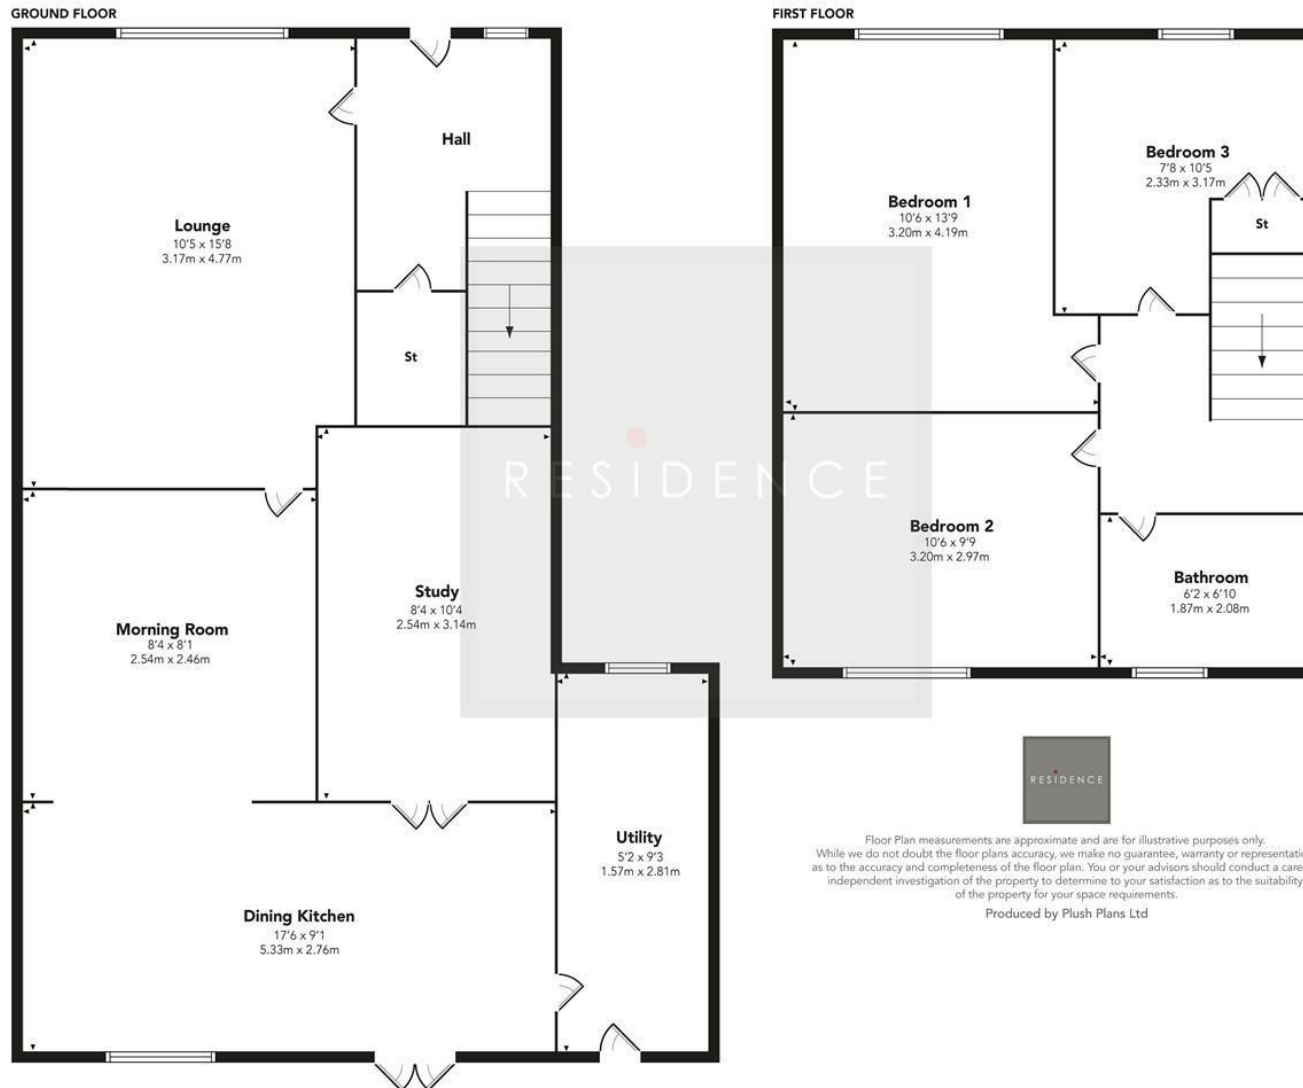 GROUND FLOOR
FIRST FLOOR
Hall
Lounge
10'5 x 15'8
3.17m x 4.77m
St
Bedroom 1
10'6 x 13'9
3.20m x 4.19m
Bedroom 3
7'8 x 10'5
2.33m x 3.17m
St
RESIDENCE
Study
8'4 x 10'4
2.54m x 3.14m
Morning Room
8'4 x 8'1
2.54m x 2.46m
Bedroom 2
10'6 x 9'9
3.20m x 2.97m
Bathroom
6'2 x 6'10
1.87m x 2.08m
Utility
5'2 x 9'3
1.57m x 2.81m
Dining Kitchen
17'6 x 9'1
5.33m x 2.76m
RESIDENCE
Floor Plan measurements are approximate and are for illustrative purposes only.
While we do not doubt the floor plans accuracy, we make no guarantee, warranty or representatio
as to the accuracy and completeness of the floor plan. You or your advisors should conduct a care
independent investigation of the property to determine to your satisfaction as to the suitability
of the property for your space requirements.
Produced by Plush Plans Ltd